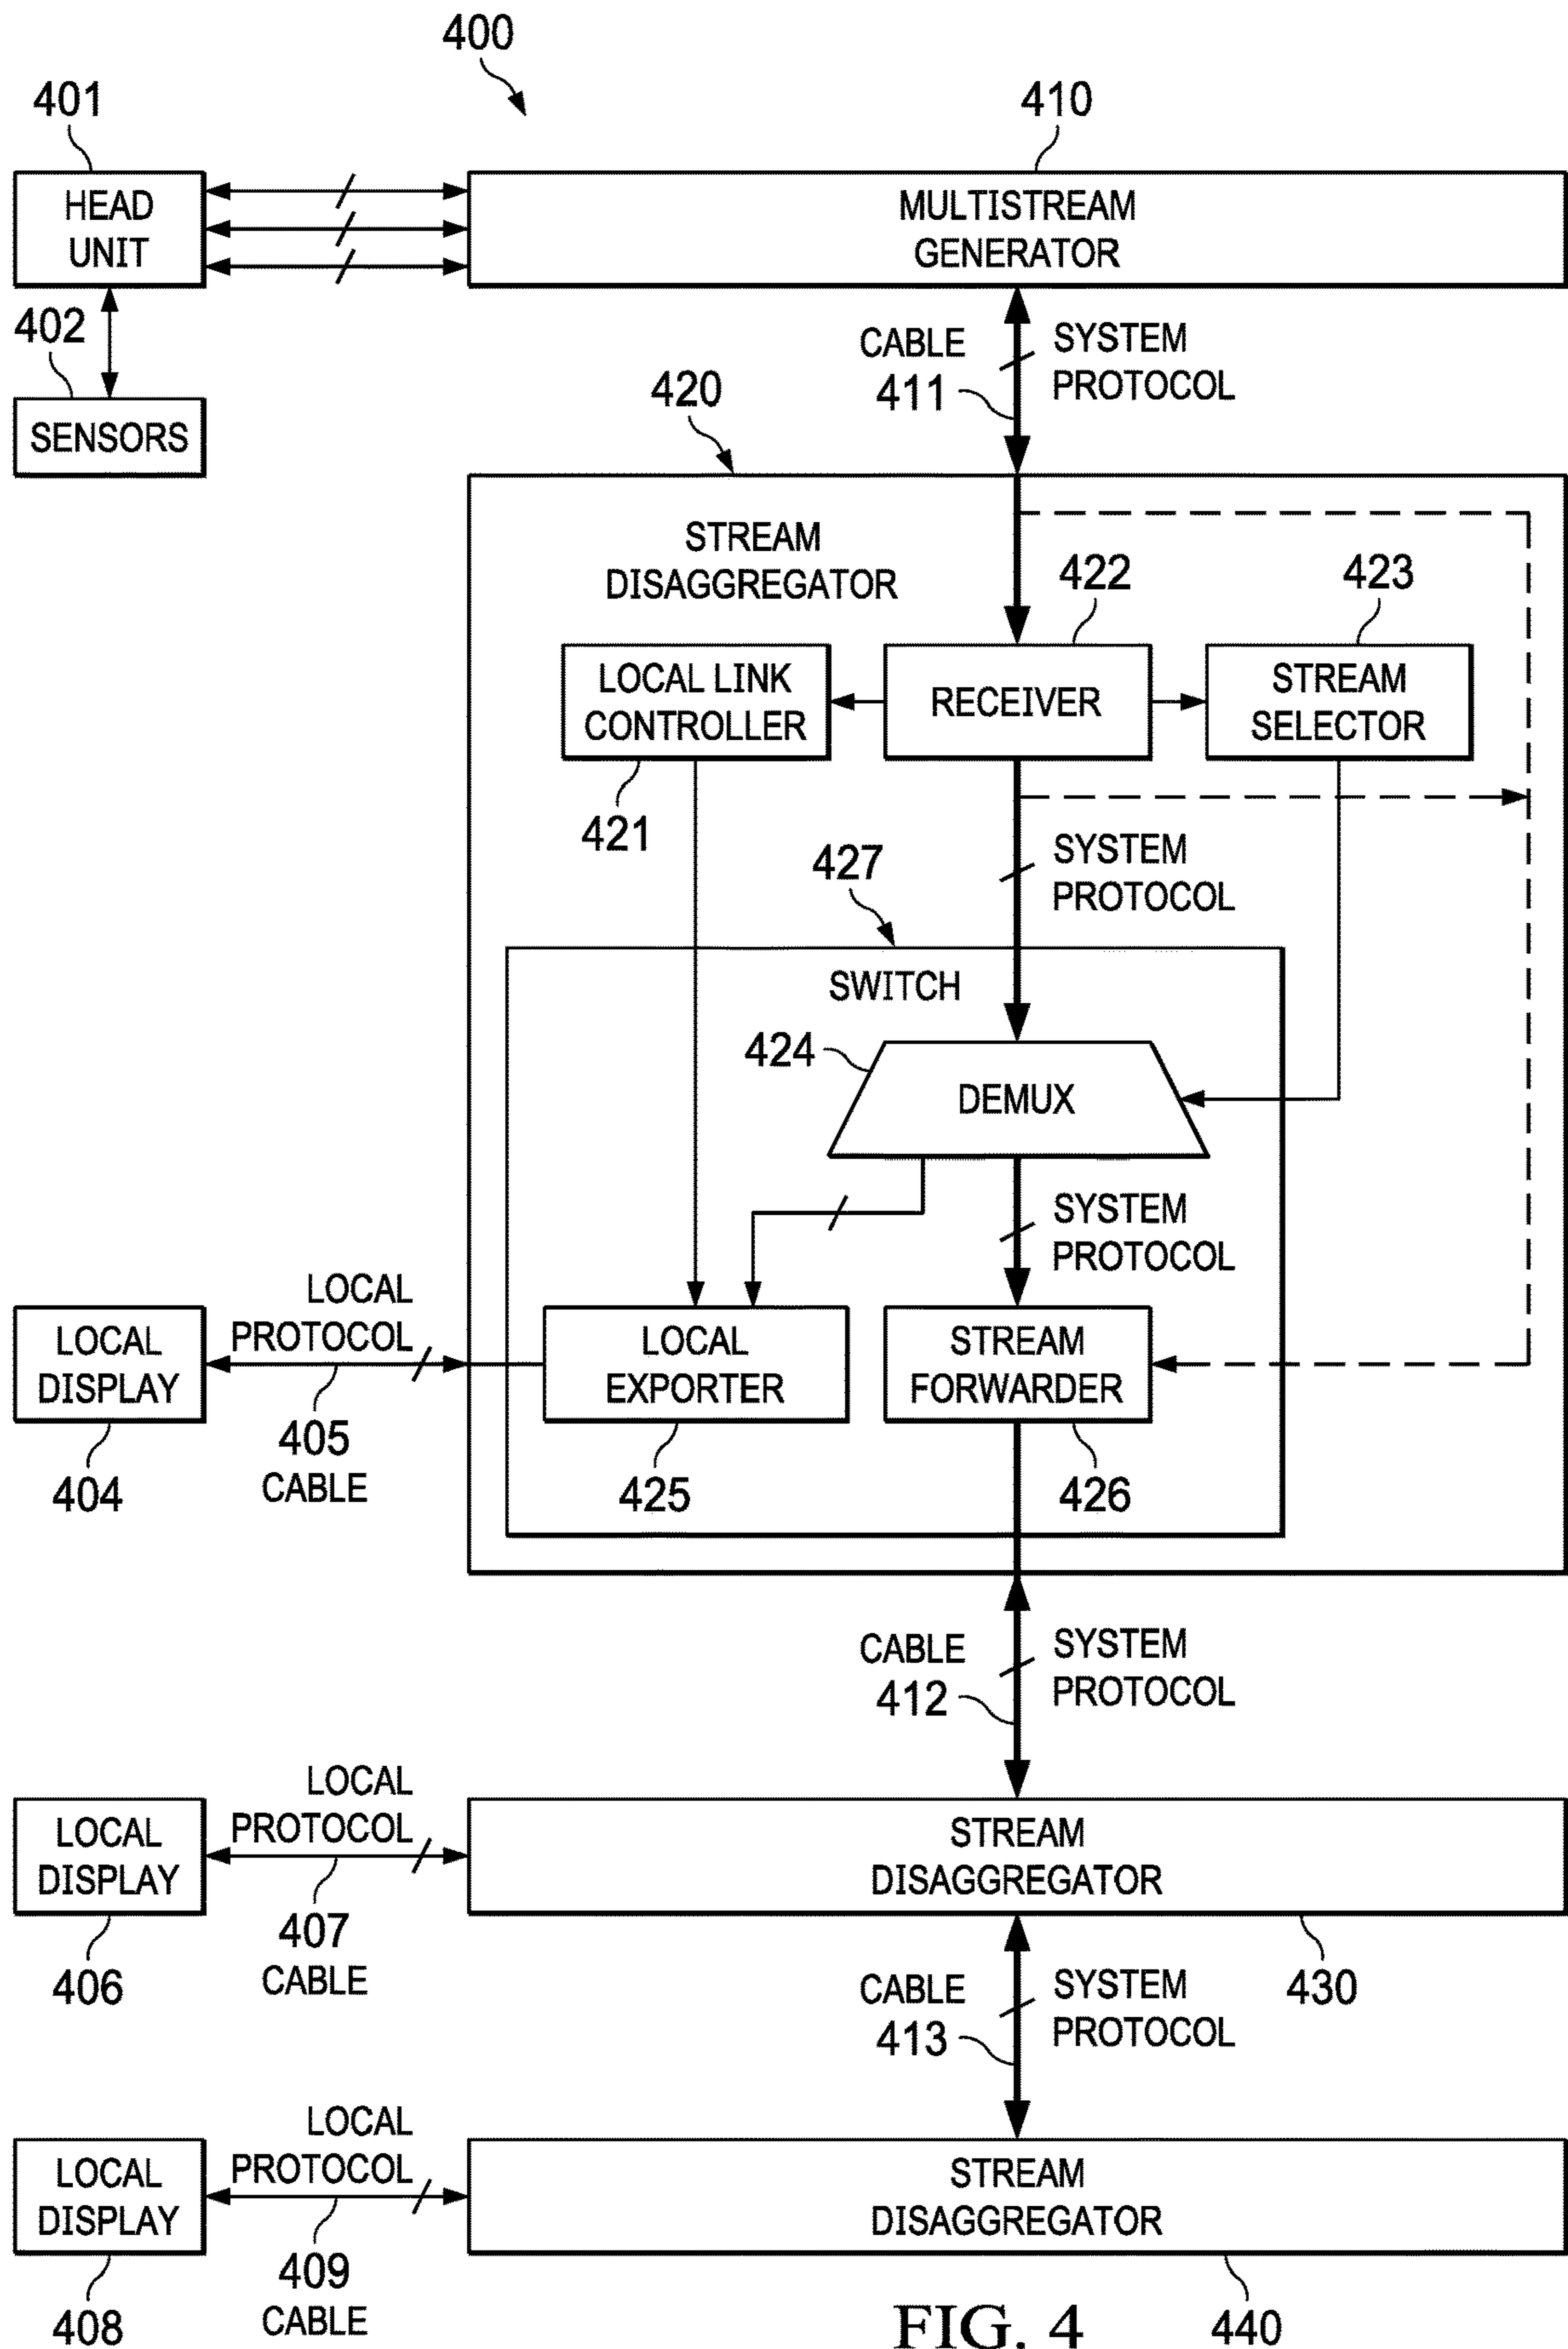 400
401
410
HEAD
UNIT
MULTISTREAM
GENERATOR
402
SENSORS
CABLE
411
SYSTEM
PROTOCOL
420
STREAM
DISAGGREGATOR
422
423
LOCAL LINK
CONTROLLER
RECEIVER
STREAM
SELECTOR
421
427
SYSTEM
PROTOCOL
SWITCH
424
DEMUX
SYSTEM
PROTOCOL
LOCAL
PROTOCOL
LOCAL
DISPLAY
LOCAL
EXPORTER
STREAM
FORWARDER
404
405
CABLE
425
426
CABLE
412
SYSTEM
PROTOCOL
LOCAL
PROTOCOL
LOCAL
DISPLAY
STREAM
DISAGGREGATOR
406
407
CABLE
430
CABLE
413
SYSTEM
PROTOCOL
LOCAL
PROTOCOL
LOCAL
DISPLAY
STREAM
DISAGGREGATOR
408
409
CABLE
440
FIG. 4